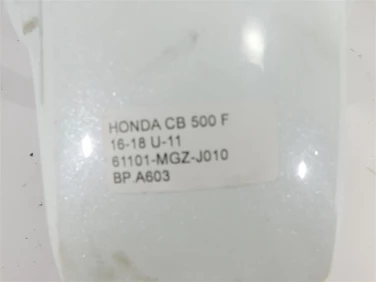 HONDA CB 500 F
16-18 U-11
61101-MGZ-J010
BP.A603